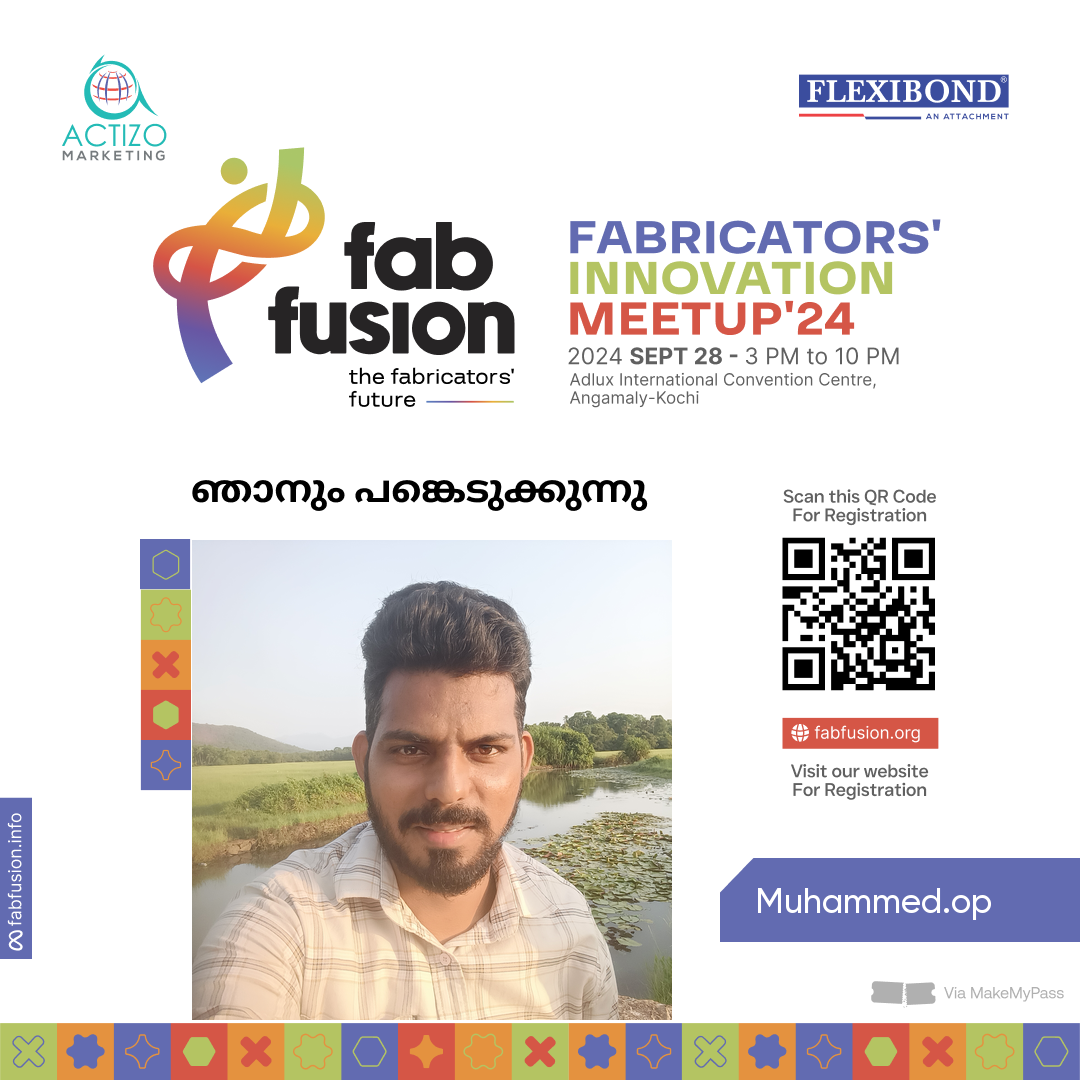 ACTIZO
MARKETING
FLEXIBOND®
AN ATTACHMENT
fab
fusion
the fabricators'
future
FABRICATORS'
INNOVATION
MEETUP'24
2024 SEPT 28 - 3 PM to 10 PM
Adlux International Convention Centre,
Angamaly-Kochi
ഞാനും പങ്കെടുക്കുന്നു
Scan this QR Code
For Registration
fabfusion.org
Visit our website
For Registration
fabfusion.info
Muhammed.op
Via MakeMyPass